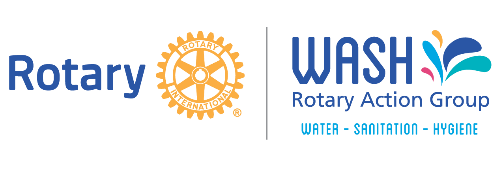 Rotary
ROTARY
INTERNATIONAL
®
WASH
Rotary Action Group
WATER - SANITATION - HYGIENE